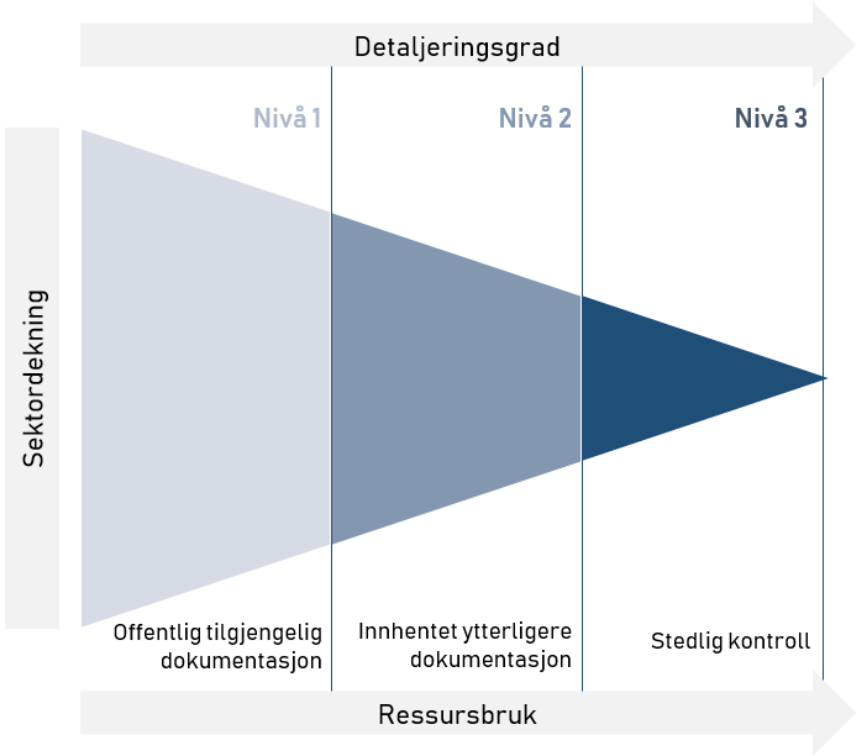 Detaljeringsgrad
Nivå 1
Nivå 2
Nivå 3
Sektordekning
Offentlig tilgjengelig
dokumentasjon
Innhentet ytterligere
dokumentasjon
Stedlig kontroll
Ressursbruk